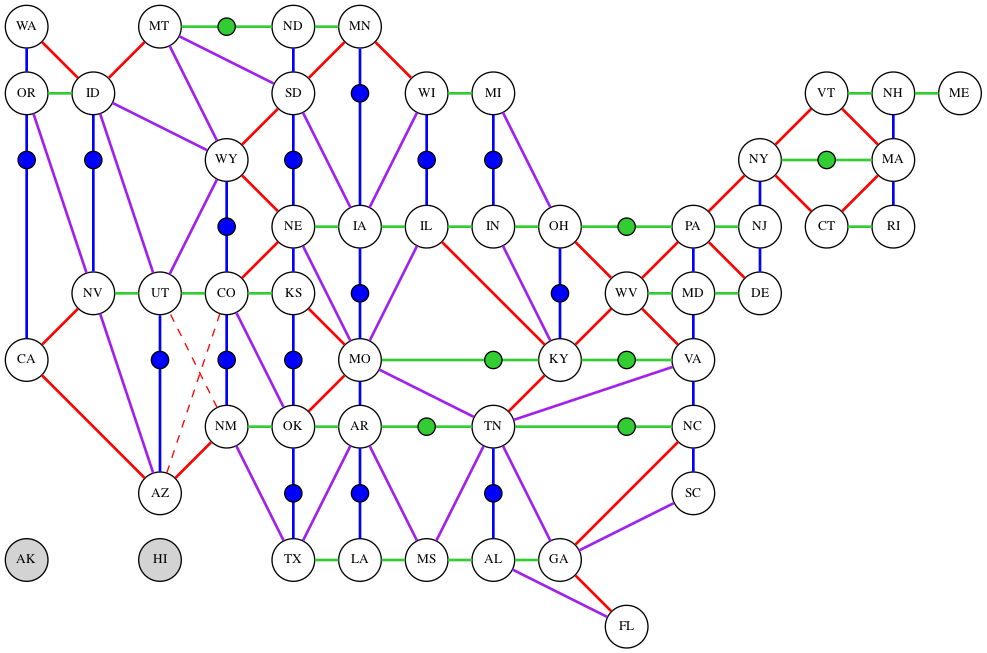 WA MT ND MN
OR ID SD WI MI VT NH ME
WY NY MA
NE IA IL IN OH PA NJ CT RI
NV UT CO KS WV MD DE
CA MO KY VA
NM OK AR TN NC
AZ SC
AK HI TX LA MS AL GA
FL